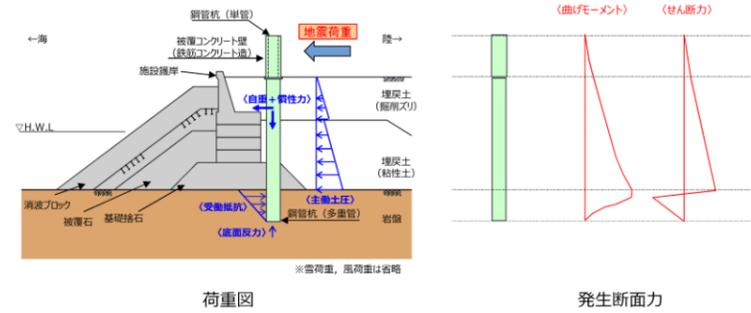 鋼管杭（単管）
地震荷重
←海
被覆コンクリート壁
（鉄筋コンクリート造）
陸→
施設護岸
〈自重＋慣性力〉
埋戻土
（掘削ズリ）
▽H.W.L
埋戻土
（粘性土）
消波ブロック
被覆石
基礎捨石
〈受働抵抗〉
〈主働土圧〉
鋼管杭（多重管）
岩盤
〈底面反力〉
※雪荷重，風荷重は省略
荷重図
〈曲げモーメント〉
〈せん断力〉
発生断面力